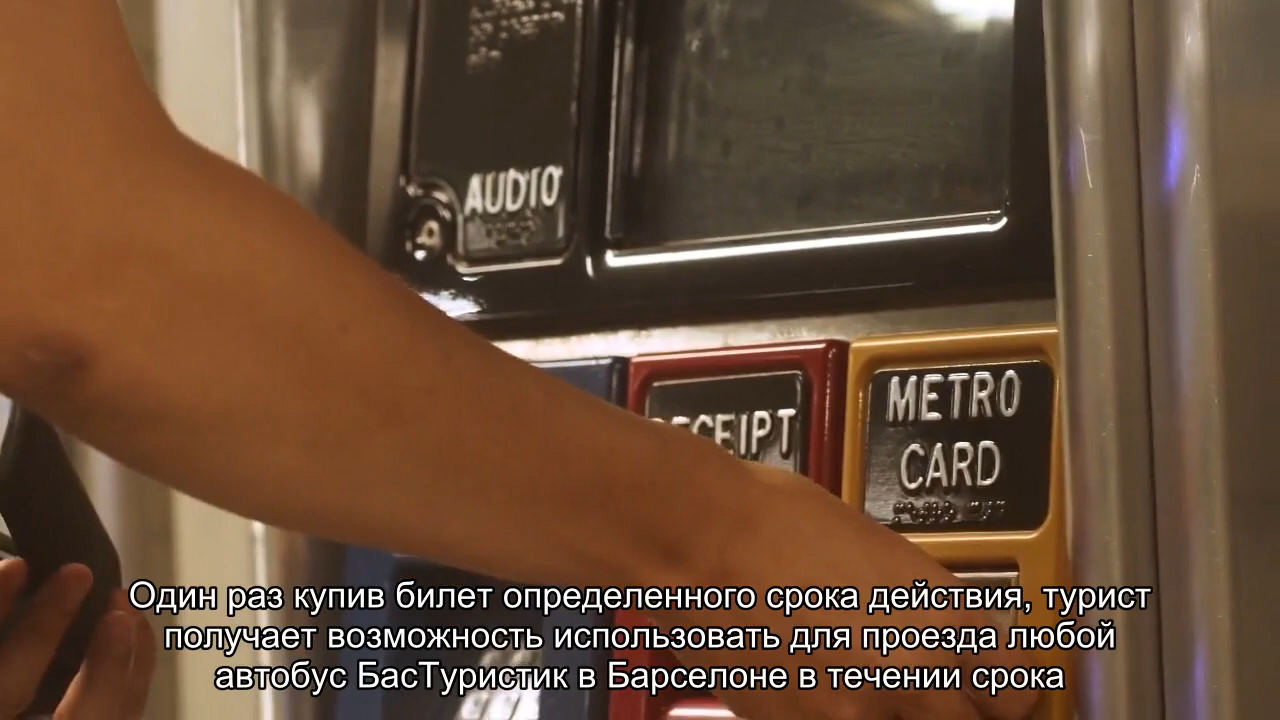 AUDIO
RECEIPT
METRO
CARD
Один раз купив билет определенного срока действия, турист
получает возможность использовать для проезда любой
автобус БасТуристик в Барселоне в течении срока